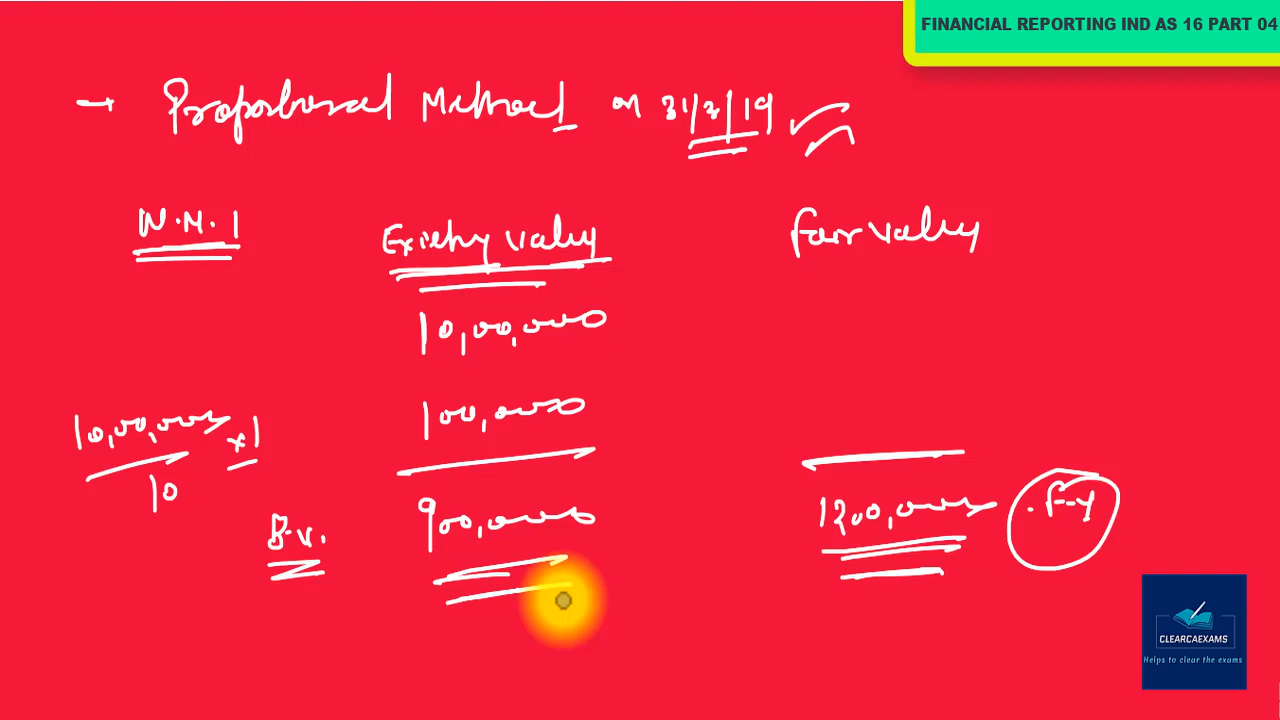 FINANCIAL REPORTING IND AS 16 PART 04
→ Proportional Method on 31/3/19
W.N. 1
Existing value
Fair value
10,00,000
100,000
10,00,000 × 1
10
B.V.
900,000
1200,000
F.V
CLEARCAEXAMS
Helps to clear the exams